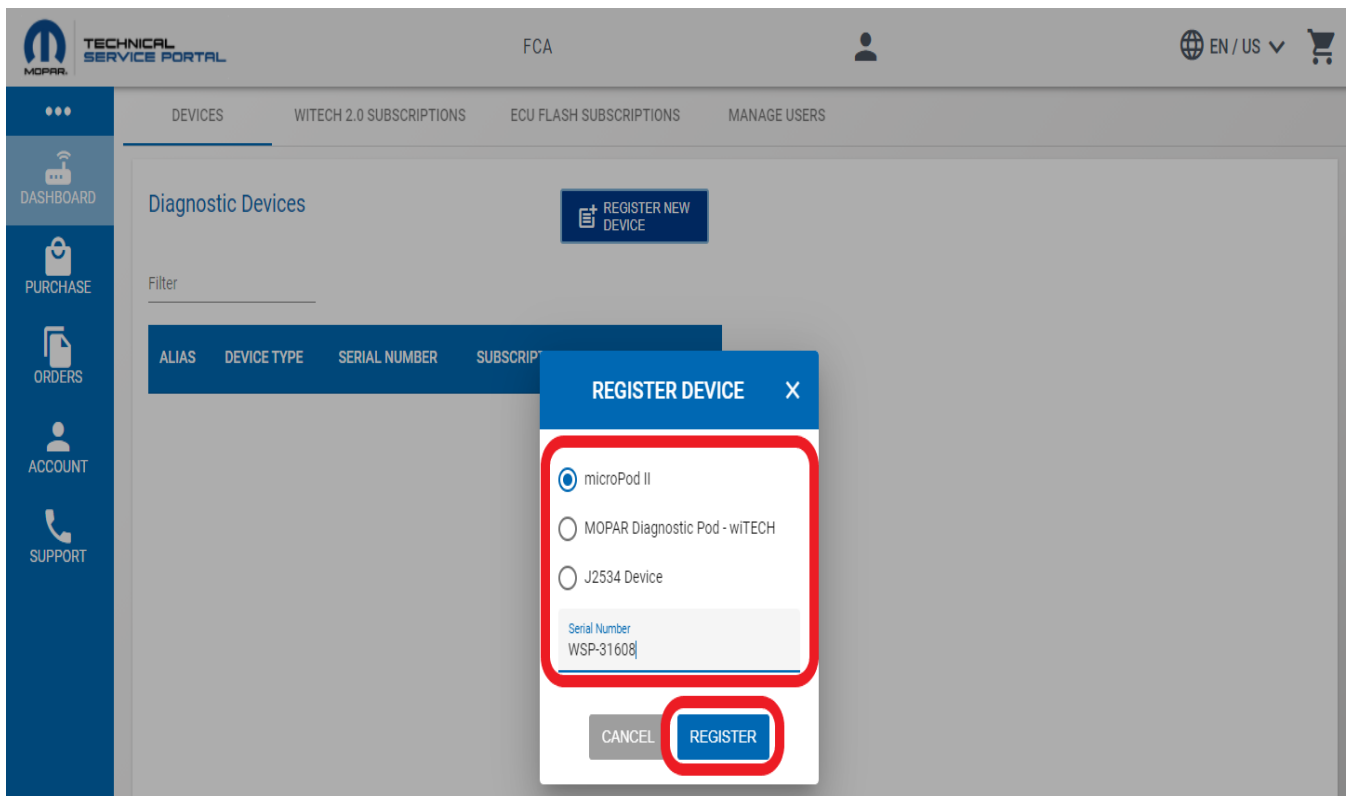 MOPAR.
TECHNICAL
SERVICE PORTAL
FCA
EN / US
DEVICES
WITECH 2.0 SUBSCRIPTIONS
ECU FLASH SUBSCRIPTIONS
MANAGE USERS
DASHBOARD
PURCHASE
ORDERS
ACCOUNT
SUPPORT
Diagnostic Devices
REGISTER NEW
DEVICE
Filter
ALIAS
DEVICE TYPE
SERIAL NUMBER
SUBSCRIPT
REGISTER DEVICE X
microPod II
MOPAR Diagnostic Pod - wiTECH
J2534 Device
Serial Number
WSP-31608
CANCEL
REGISTER